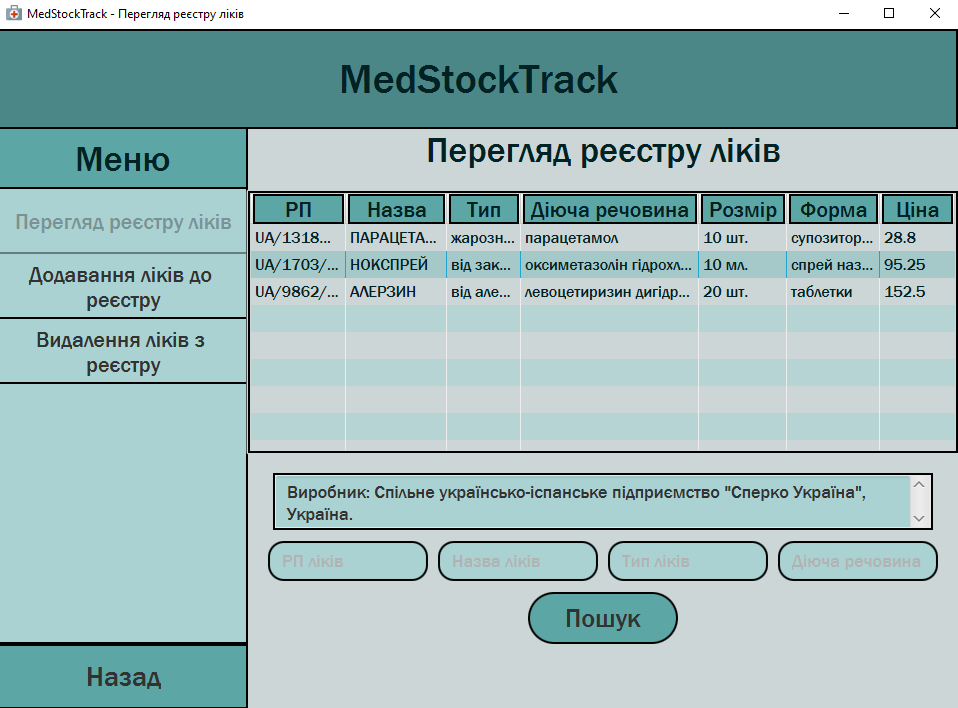 MedStockTrack - Перегляд реєстру ліків
MedStockTrack
Меню
Перегляд реєстру ліків
Додавання ліків до
реєстру
Видалення ліків з
реєстру
Назад
Перегляд реєстру ліків
РП Назва Тип Діюча речовина Розмір Форма Ціна
UA/1318... ПАРАЦЕТА... жарозн... парацетамол 10 шт. супозитор... 28.8
UA/1703/... НОКСПРЕЙ від зак... оксиметазолін гідрохл... 10 мл. спрей наз... 95.25
UA/9862/... АЛЕРЗИН від але... левоцетиризин дигідр... 20 шт. таблетки 152.5
Виробник: Спільне українсько-іспанське підприємство "Сперко Україна",
Україна.
РП ліків Назва ліків Тип ліків Діюча речовина
Пошук